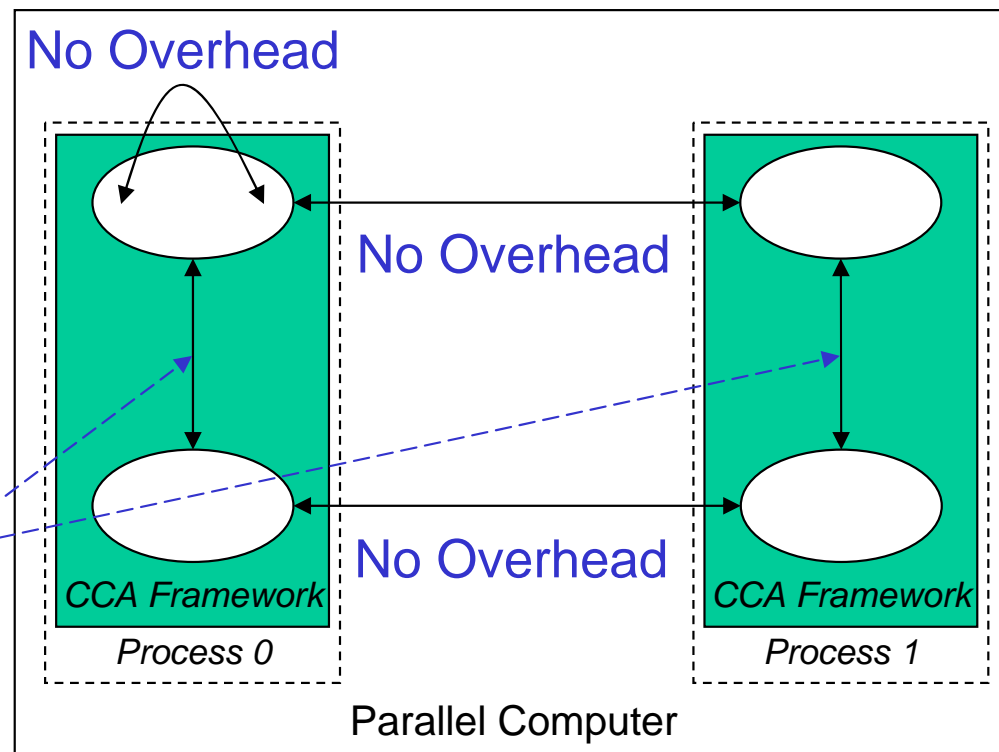 No Overhead
No Overhead
No Overhead
CCA Framework
CCA Framework
Process 0
Process 1
Parallel Computer